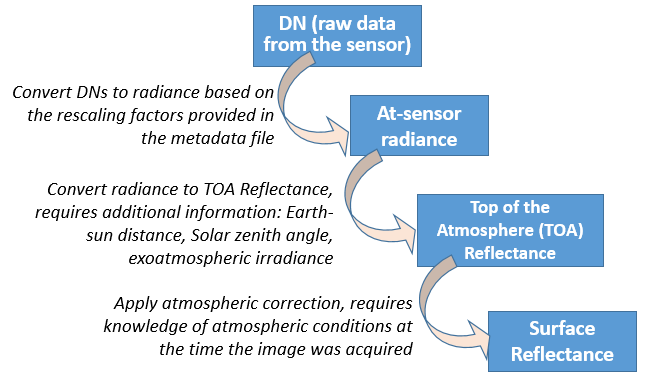 DN (raw data
from the sensor)
Convert DNs to radiance based on
the rescaling factors provided in
the metadata file
At-sensor
radiance
Convert radiance to TOA Reflectance,
requires additional information: Earth-
sun distance, Solar zenith angle,
exoatmospheric irradiance
Top of the
Atmosphere (TOA)
Reflectance
Apply atmospheric correction, requires
knowledge of atmospheric conditions at
the time the image was acquired
Surface
Reflectance